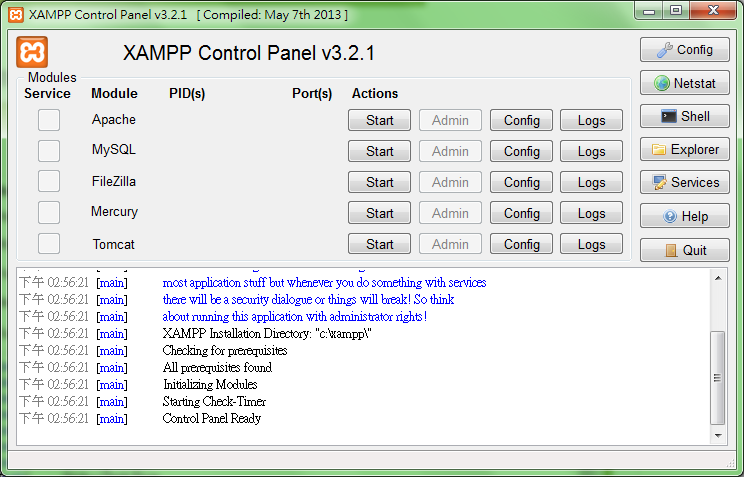 XAMPP Control Panel v3.2.1 [ Compiled: May 7th 2013 ]
XAMPP Control Panel v3.2.1
Config
Netstat
Shell
Explorer
Services
Help
Quit
Modules
Service Module PID(s) Port(s) Actions
Apache Start Admin Config Logs
MySQL Start Admin Config Logs
FileZilla Start Admin Config Logs
Mercury Start Admin Config Logs
Tomcat Start Admin Config Logs
下午 02:56:21 [main] most application stuff but whenever you do something with services
下午 02:56:21 [main] there will be a security dialogue or things will break! So think
下午 02:56:21 [main] about running this application with administrator rights!
下午 02:56:21 [main] XAMPP Installation Directory: "c:\xampp\"
下午 02:56:21 [main] Checking for prerequisites
下午 02:56:21 [main] All prerequisites found
下午 02:56:21 [main] Initializing Modules
下午 02:56:21 [main] Starting Check-Timer
下午 02:56:21 [main] Control Panel Ready